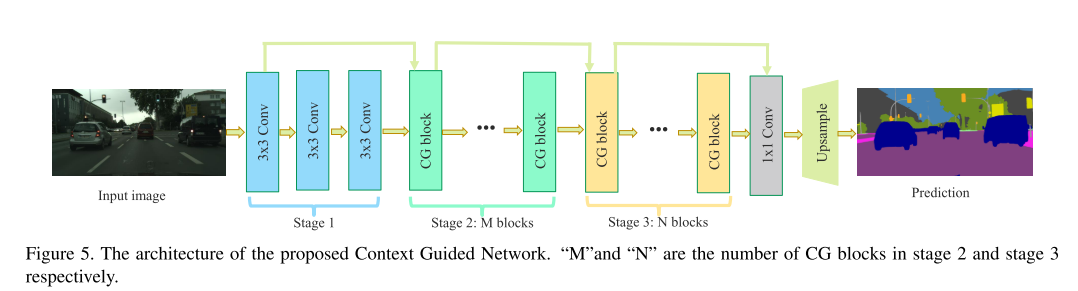 3x3 Conv
3x3 Conv
3x3 Conv
CG block
•••
CG block
CG block
•••
CG block
1x1 Conv
Upsample
Input image
Stage 1
Stage 2: M blocks
Stage 3: N blocks
Prediction
Figure 5. The architecture of the proposed Context Guided Network. “M”and “N” are the number of CG blocks in stage 2 and stage 3
respectively.